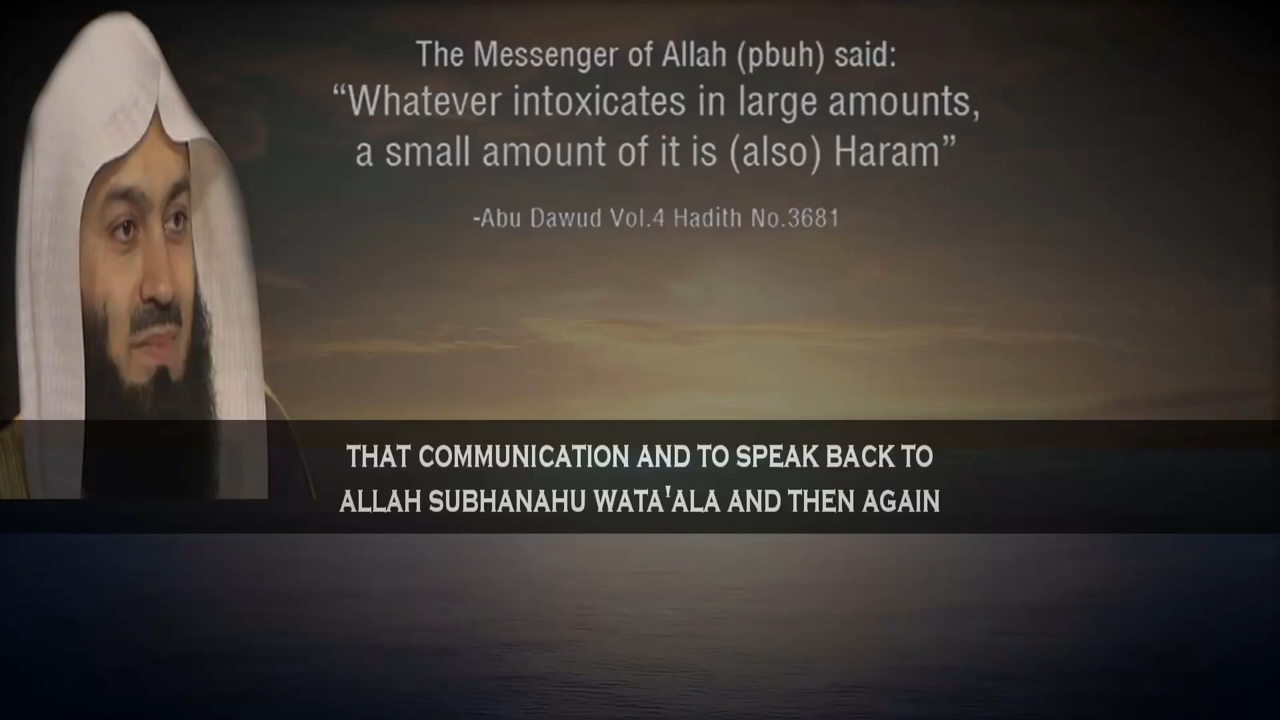 The Messenger of Allah (pbuh) said:
“Whatever intoxicates in large amounts,
a small amount of it is (also) Haram”
-Abu Dawud Vol.4 Hadith No.3681
THAT COMMUNICATION AND TO SPEAK BACK TO
ALLAH SUBHANAHU WATA'ALA AND THEN AGAIN